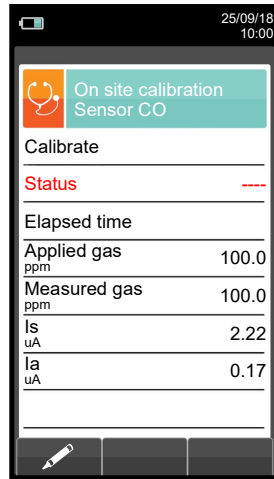 25/09/18
10:00
On site calibration
Sensor CO
Calibrate
Status ----
Elapsed time
Applied gas 100.0
ppm
Measured gas 100.0
ppm
Is 2.22
uA
Ia 0.17
uA